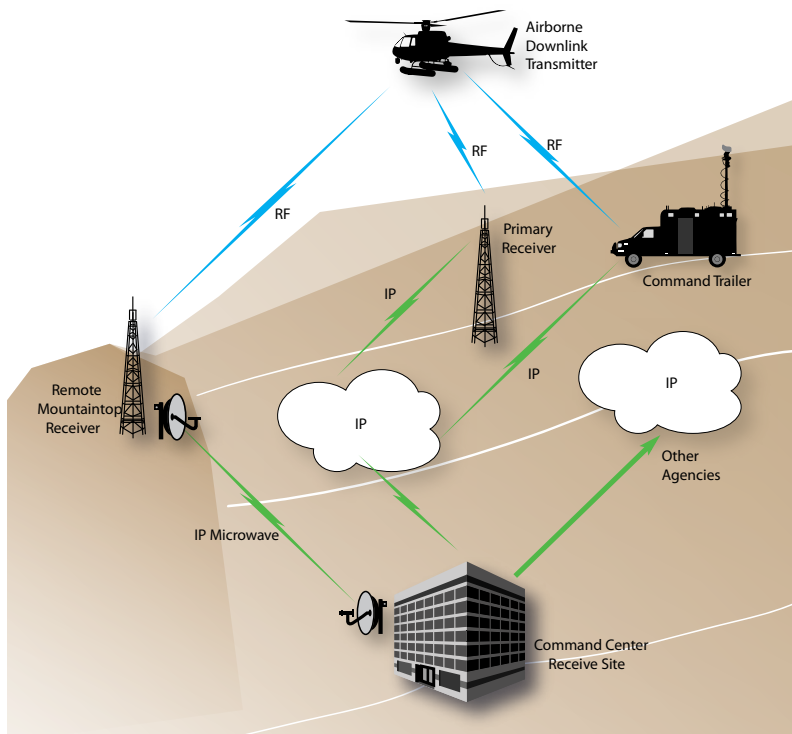 Airborne
Downlink
Transmitter
RF
RF
RF
Primary
Receiver
Command Trailer
IP
IP
IP
IP
Remote
Mountaintop
Receiver
Other
Agencies
IP Microwave
Command Center
Receive Site